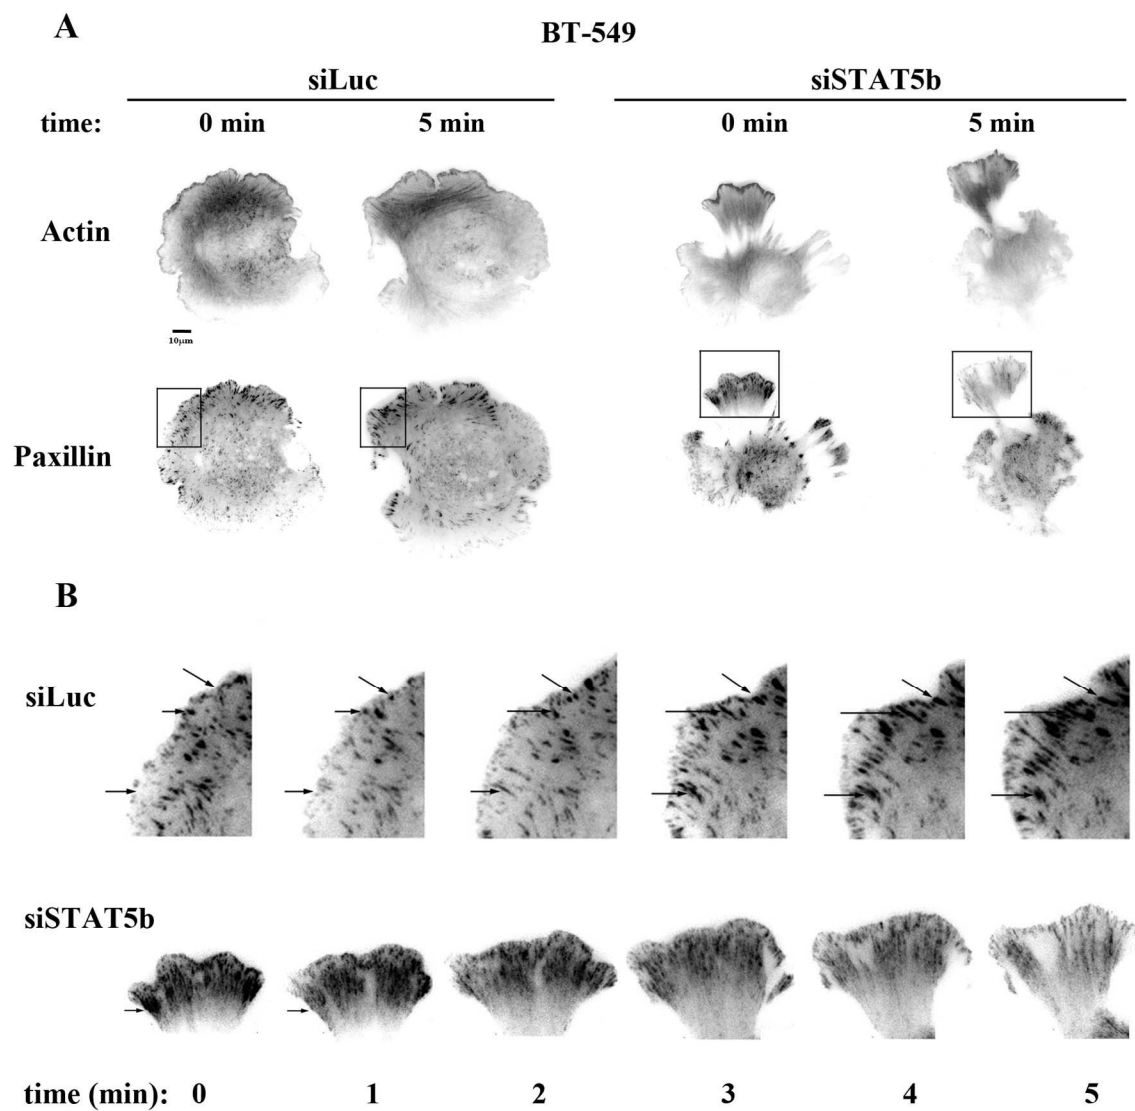 A
BT-549
siLuc
siSTAT5b
time:
0 min
5 min
0 min
5 min
Actin
10μm
Paxillin
B
siLuc
siSTAT5b
time (min): 0 1 2 3 4 5